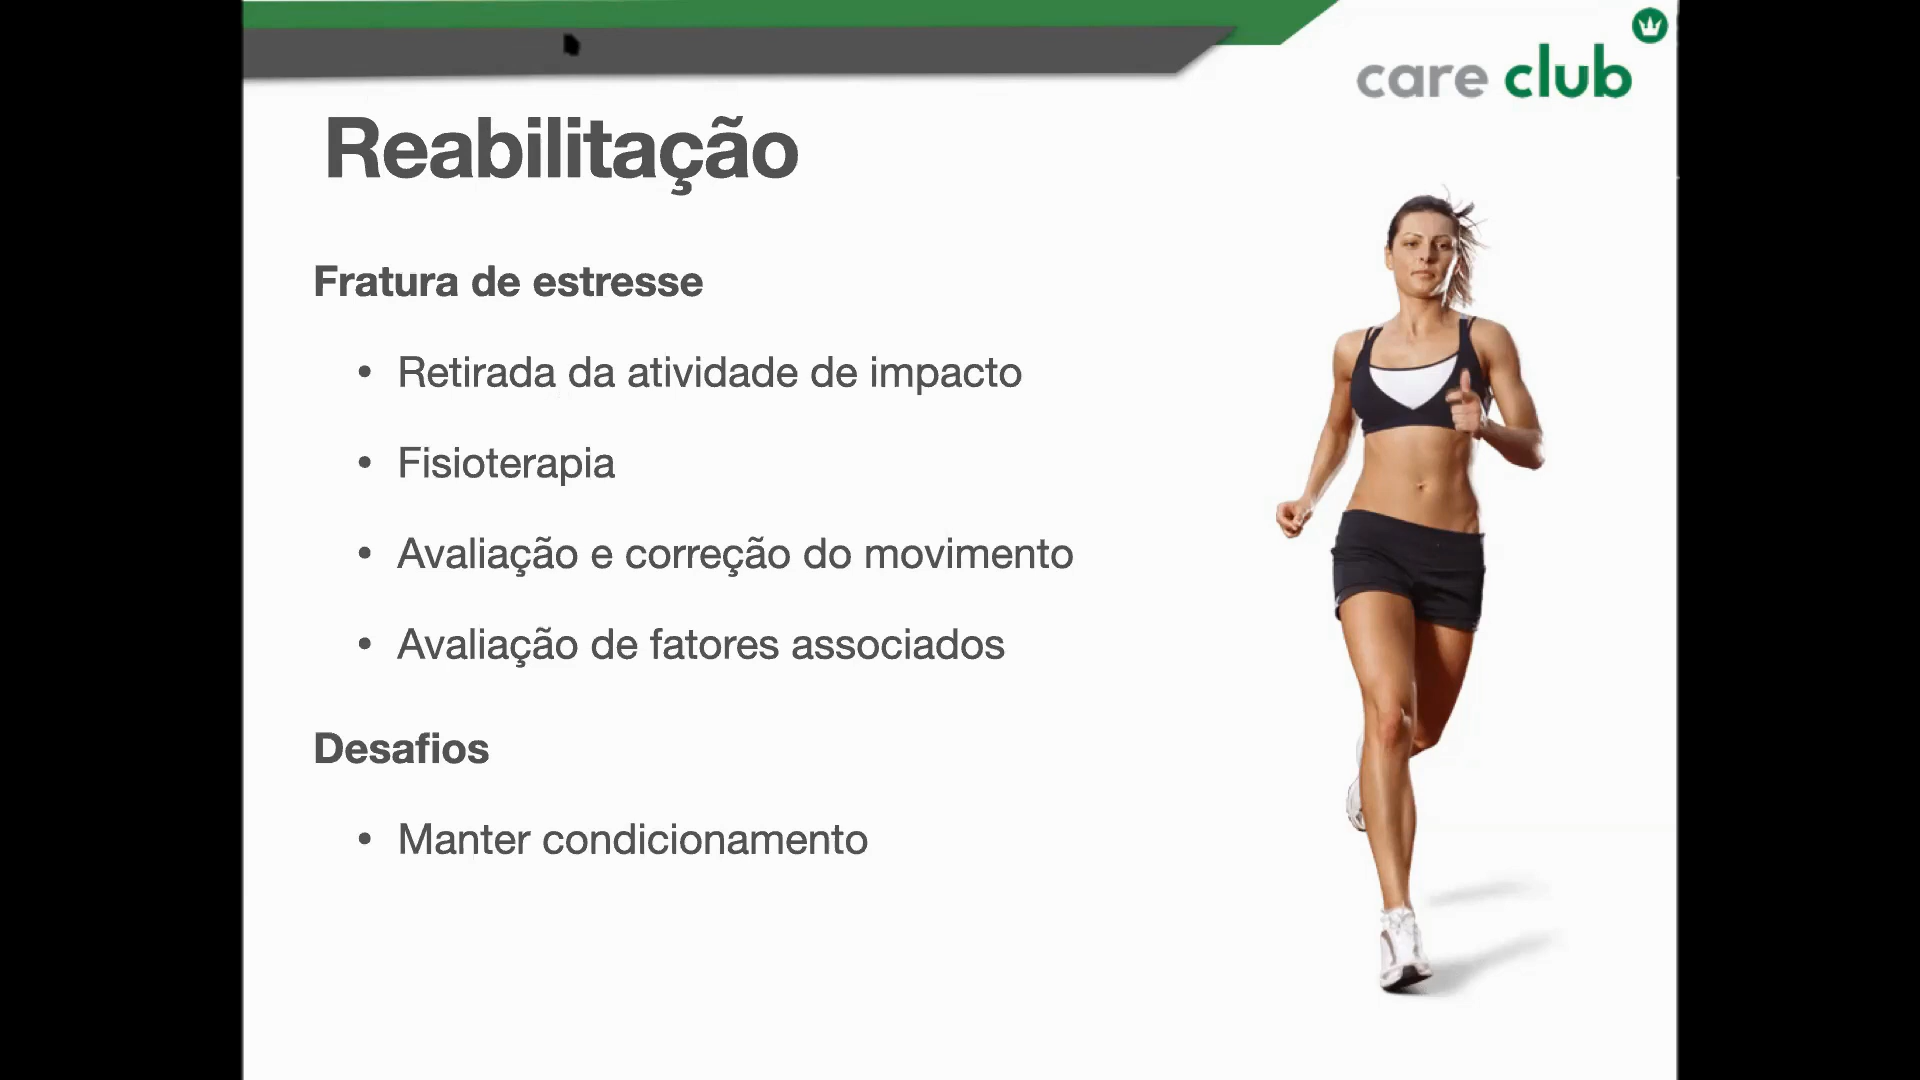 care club
Reabilitação
Fratura de estresse
• Retirada da atividade de impacto
• Fisioterapia
• Avaliação e correção do movimento
• Avaliação de fatores associados
Desafios
• Manter condicionamento